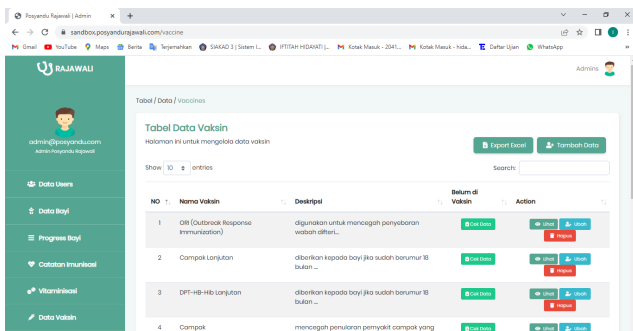 Posyandu Rajawali | Admin
sandbox.posyandurajawali.com/vaccine
Gmail YouTube Maps Berita Terjemahkan SIAKAD 3 | Sistem I... IFTITAH HIDAYATI |... Kotak Masuk - 2041... Kotak Masuk - hida... Daftar Ujian WhatsApp
RAJAWALI
Admins
Tabel / Data / Vaccines
admin@posyandu.com
Admin Posyandu Rajawali
Tabel Data Vaksin
Halaman ini untuk mengelola data vaksin
Export Excel
Tambah Data
Show 10 entries
Search:
Data Users
Data Bayi
Progress Bayi
Catatan Imunisasi
Vitaminisasi
Data Vaksin
NO Nama Vaksin Deskripsi Belum di Vaksin Action
1 ORI (Outbreak Response Immunization) digunakan untuk mencegah penyebaran wabah difteri... Cek Data Lihat Ubah Hapus
2 Campak Lanjutan diberikan kepada bayi jika sudah berumur 18 bulan ... Cek Data Lihat Ubah Hapus
3 DPT-HB-Hib Lanjutan diberikan kepada bayi jika sudah berumur 18 bulan ... Cek Data Lihat Ubah Hapus
4 Campak mencegah penularan pernyakit campak yang Cek Data Lihat Ubah